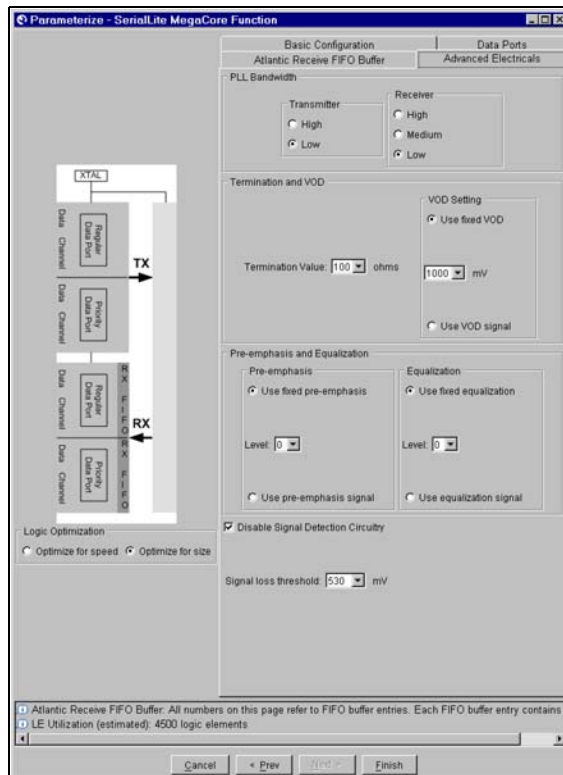 Parameterize - SerialLite MegaCore Function
Basic Configuration
Data Ports
Atlantic Receive FIFO Buffer
Advanced Electricals
PLL Bandwidth
Transmitter
High
Low
Receiver
High
Medium
Low
XTAL
Data Channel
Regular Data Port
TX
Data Channel
Priority Data Port
Data Channel
Regular Data Port
RX FIFO
RX
Data Channel
Priority Data Port
RX FIFO
Termination and VOD
Termination Value: 100 ohms
VOD Setting
Use fixed VOD
1000 mV
Use VOD signal
Pre-emphasis and Equalization
Pre-emphasis
Use fixed pre-emphasis
Level: 0
Use pre-emphasis signal
Equalization
Use fixed equalization
Level: 0
Use equalization signal
Logic Optimization
Optimize for speed
Optimize for size
Disable Signal Detection Circuitry
Signal loss threshold: 530 mV
Atlantic Receive FIFO Buffer: All numbers on this page refer to FIFO buffer entries. Each FIFO buffer entry contains
LE Utilization (estimated): 4500 logic elements
Cancel
< Prev
Next >
Finish